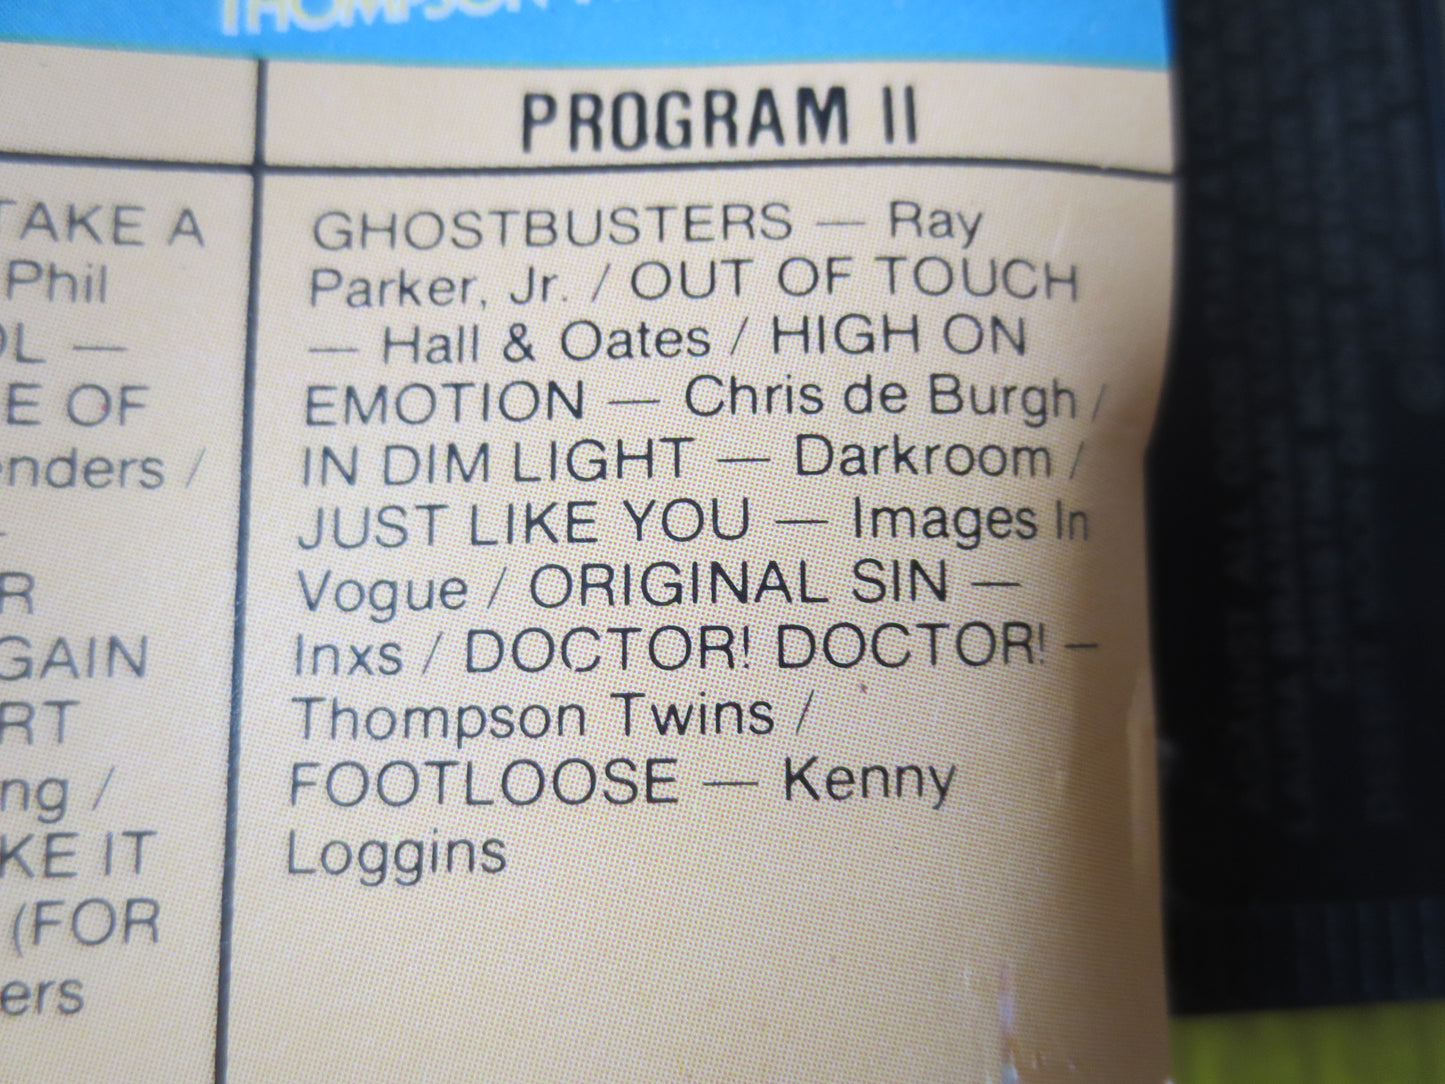 THOMPSON
PROGRAM II
TAKE A
Phil
OL —
E OF
enders /
R
GAIN
RT
ng /
KE IT
(FOR
ers
GHOSTBUSTERS — Ray
Parker, Jr. / OUT OF TOUCH
— Hall & Oates / HIGH ON
EMOTION — Chris de Burgh /
IN DIM LIGHT — Darkroom /
JUST LIKE YOU — Images In
Vogue / ORIGINAL SIN —
Inxs / DOCTOR! DOCTOR! —
Thompson Twins /
FOOTLOOSE — Kenny
Loggins